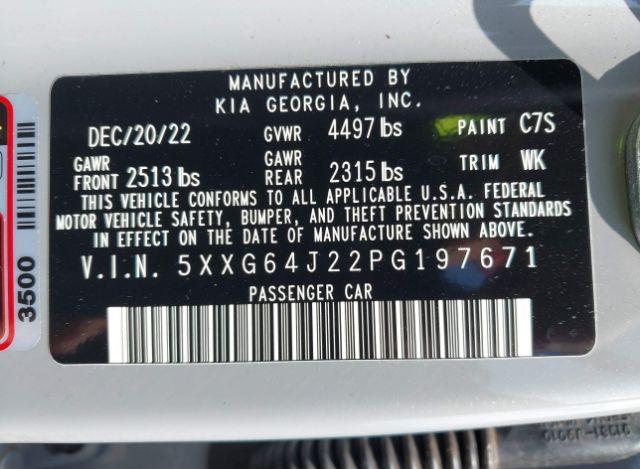 MANUFACTURED BY
KIA GEORGIA, INC.
DEC/20/22 GVWR 4497 lbs PAINT C7S
GAWR FRONT 2513 lbs GAWR REAR 2315 lbs TRIM WK
THIS VEHICLE CONFORMS TO ALL APPLICABLE U.S.A. FEDERAL
MOTOR VEHICLE SAFETY, BUMPER, AND THEFT PREVENTION STANDARDS
IN EFFECT ON THE DATE OF MANUFACTURE SHOWN ABOVE.
V.I.N. 5XXG64J22PG197671
PASSENGER CAR
3500